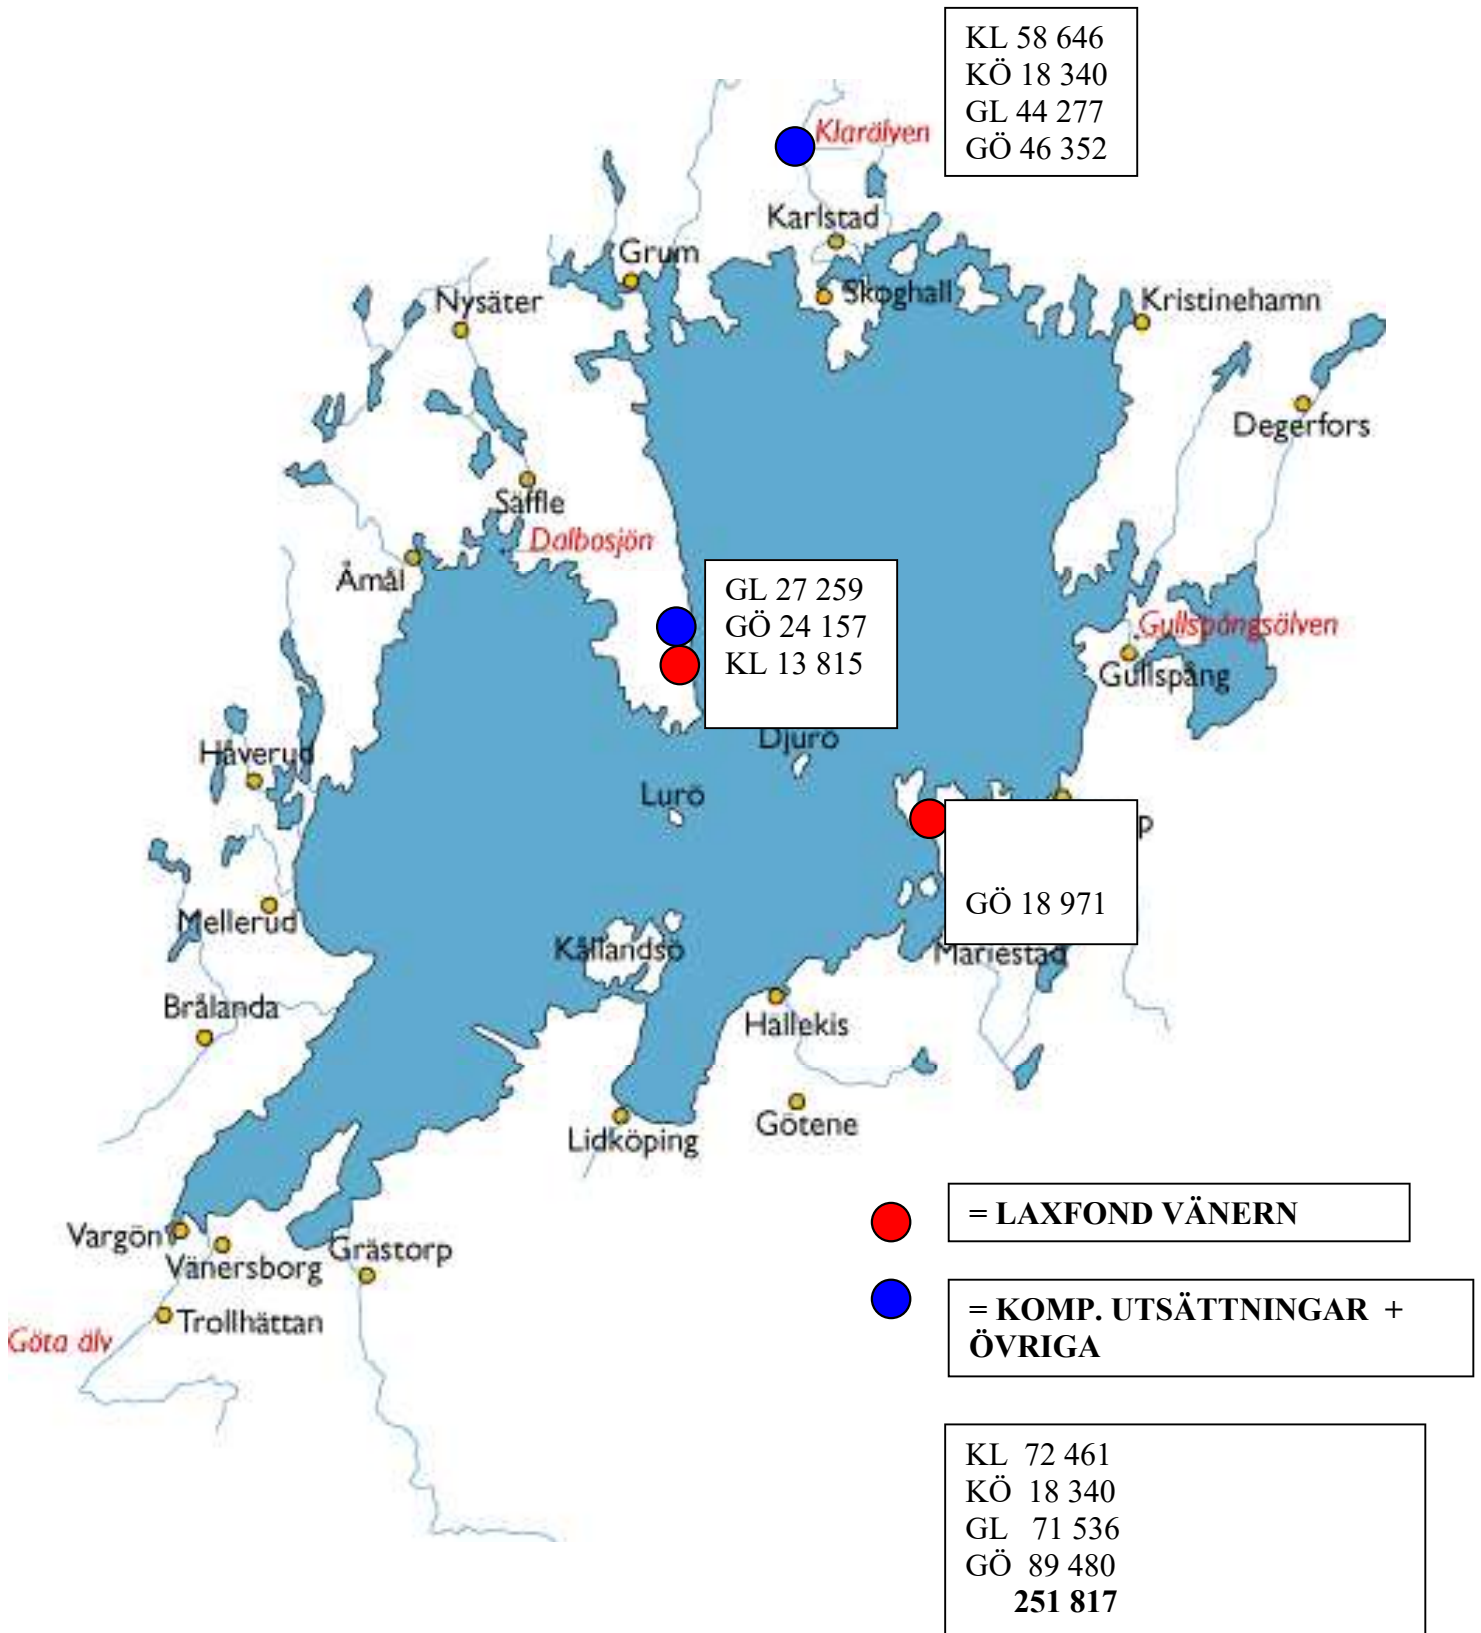 KL 58 646
KÖ 18 340
GL 44 277
GÖ 46 352
Klarälven
Karlstad
Grum
Skoghall
Nysäter
Kristinehamn
Degerfors
Säffle
Dalbosjön
Åmål
GL 27 259
GÖ 24 157
KL 13 815
Gullspångsälven
Gullspång
Djurö
Håverud
Lurö
p
GÖ 18 971
Mellerud
Kållandsö
Mariestad
Brålanda
Hällekis
Götene
Lidköping
= LAXFOND VÄNERN
Vargön
Vänersborg
Grästorp
= KOMP. UTSÄTTNINGAR +
ÖVRIGA
Trollhättan
Göta älv
KL 72 461
KÖ 18 340
GL 71 536
GÖ 89 480
251 817